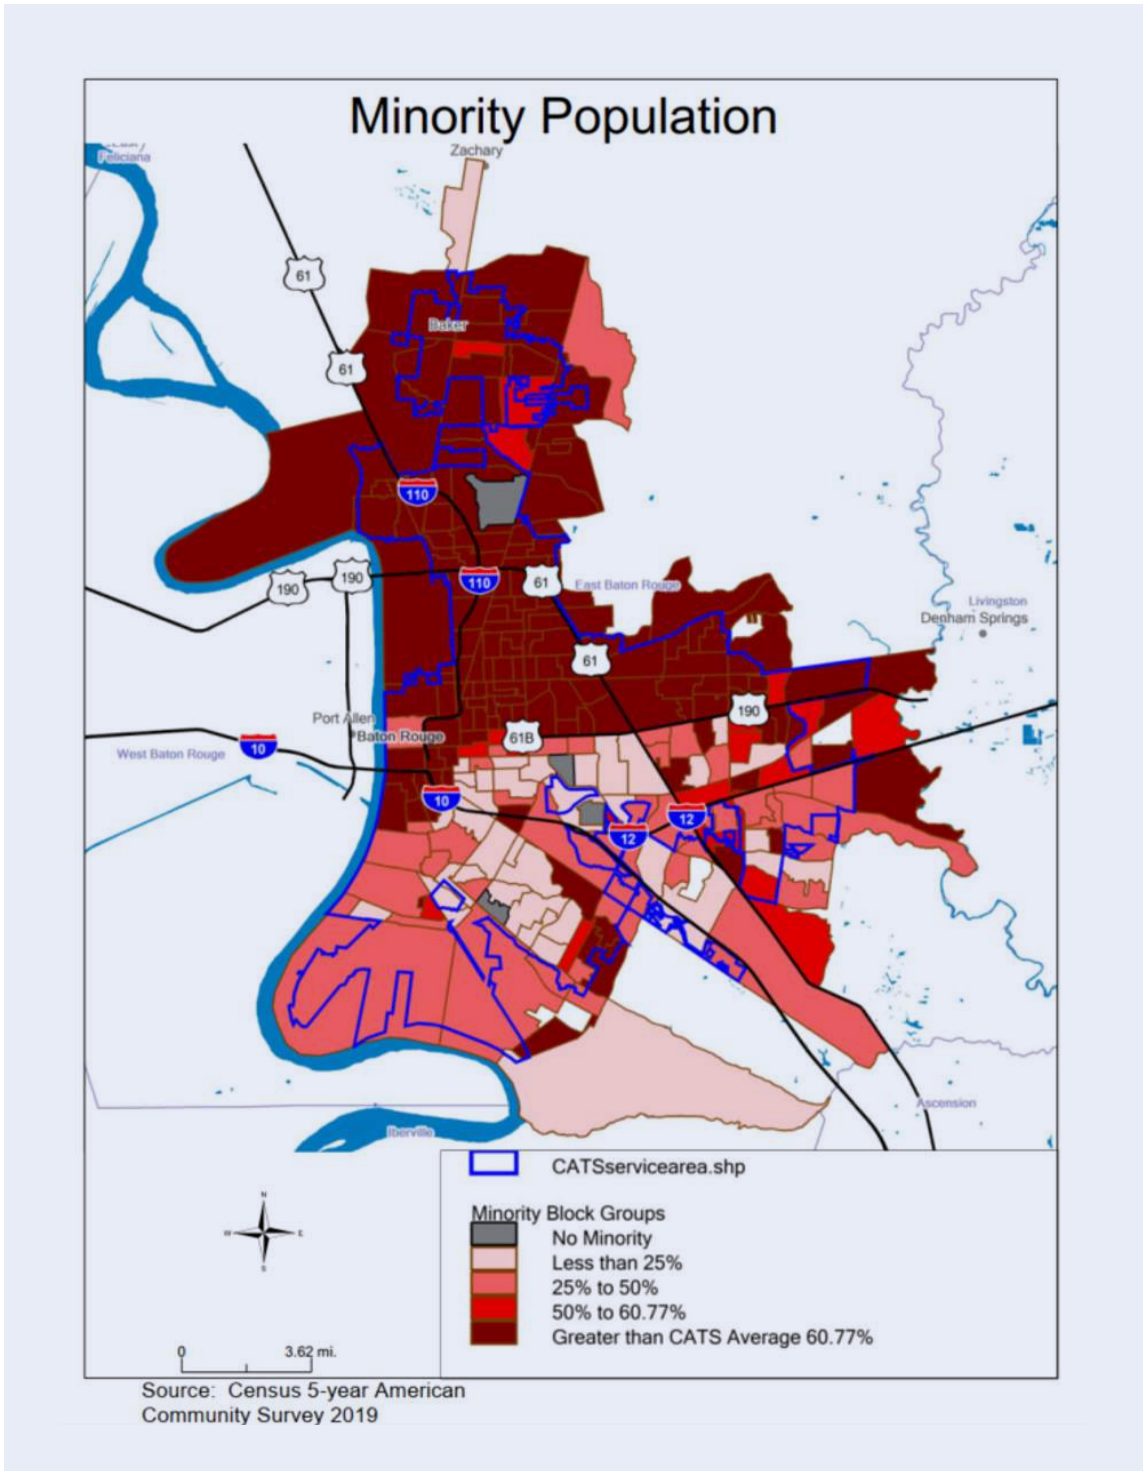 Minority Population
Zachary
Feliciana
61
61
Baker
110
110
61
190
190
East Baton Rouge
Livingston
Denham Springs
61
190
Port Allen
Baton Rouge
61B
West Baton Rouge
10
10
12
12
Ascension
Iberville
CATSservicearea.shp
Minority Block Groups
No Minority
Less than 25%
25% to 50%
50% to 60.77%
Greater than CATS Average 60.77%
N
W
E
S
0
3.62 mi.
Source: Census 5-year American
Community Survey 2019